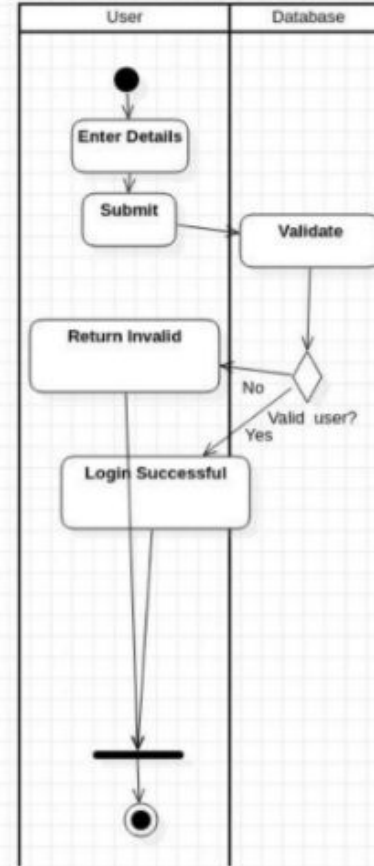 User
Database
Enter Details
Submit
Validate
Return Invalid
No
Valid user?
Yes
Login Successful